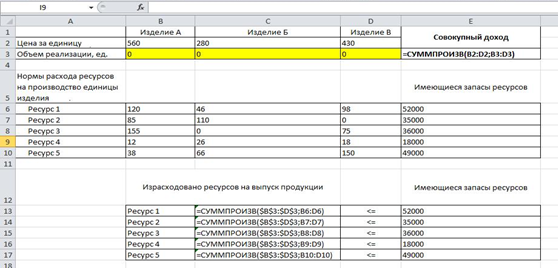 I9 fx
A B C D E
1 Изделие А Изделие Б Изделие В Совокупный доход
2 Цена за единицу 560 280 430
3 Объем реализации, ед. 0 0 0 =СУММПРОИЗВ(B2:D2;B3:D3)
4
5 Нормы расхода ресурсов на производство единицы изделия Имеющиеся запасы ресурсов
6 Ресурс 1 120 46 98 52000
7 Ресурс 2 85 110 0 35000
8 Ресурс 3 155 0 75 36000
9 Ресурс 4 12 26 18 18000
10 Ресурс 5 38 66 150 49000
11
12 Израсходовано ресурсов на выпуск продукции Имеющиеся запасы ресурсов
13 Ресурс 1 =СУММПРОИЗВ($B$3:$D$3;B6:D6) <= 52000
14 Ресурс 2 =СУММПРОИЗВ($B$3:$D$3;B7:D7) <= 35000
15 Ресурс 3 =СУММПРОИЗВ($B$3:$D$3;B8:D8) <= 36000
16 Ресурс 4 =СУММПРОИЗВ($B$3:$D$3;B9:D9) <= 18000
17 Ресурс 5 =СУММПРОИЗВ($B$3:$D$3;B10:D10) <= 49000
18